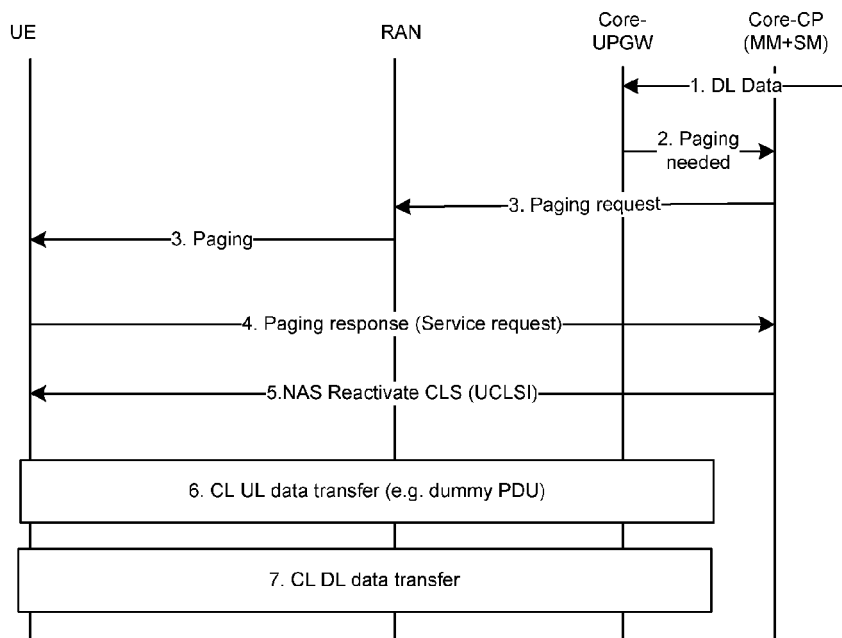 UE
RAN
Core-
UPGW
Core-CP
(MM+SM)
1. DL Data
2. Paging
needed
3. Paging request
3. Paging
4. Paging response (Service request)
5.NAS Reactivate CLS (UCLSI)
6. CL UL data transfer (e.g. dummy PDU)
7. CL DL data transfer